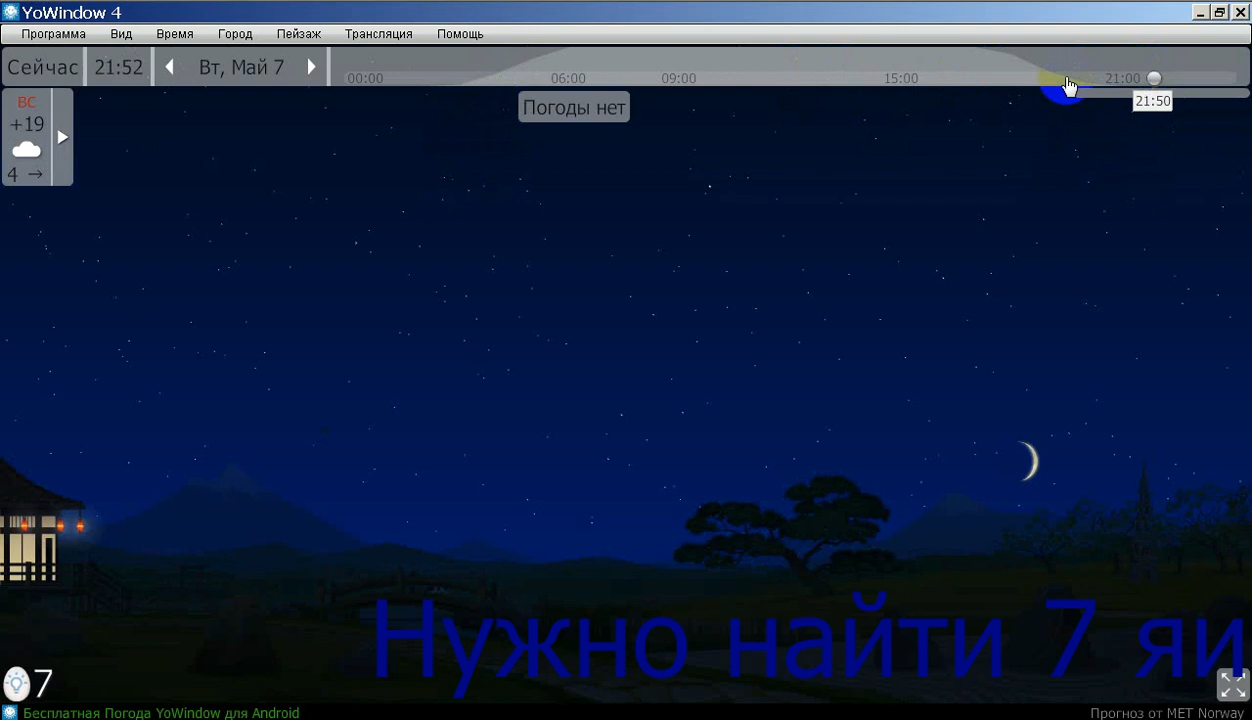 YoWindow 4
Программа Вид Время Город Пейзаж Трансляция Помощь
Сейчас 21:52 Вт, Май 7 00:00 06:00 09:00 15:00 21:00
21:50
Погоды нет
ВС
+19
4 →
Нужно найти 7 яи
7
Бесплатная Погода YoWindow для Android
Прогноз от MET Norway